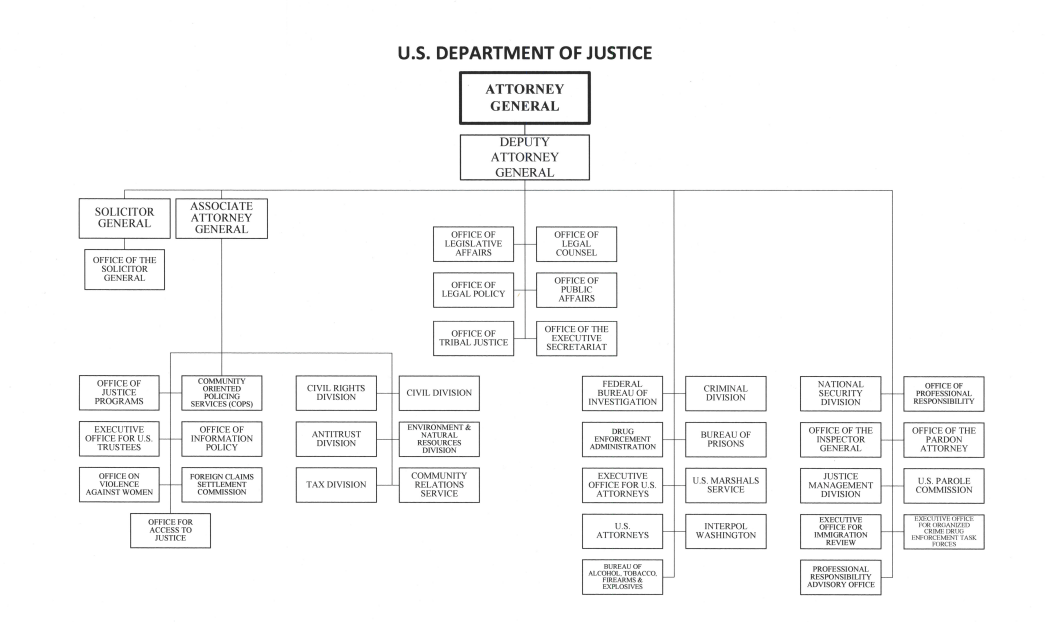 U.S. DEPARTMENT OF JUSTICE
ATTORNEY
GENERAL
DEPUTY
ATTORNEY
GENERAL
SOLICITOR
GENERAL
ASSOCIATE
ATTORNEY
GENERAL
OFFICE OF THE
SOLICITOR
GENERAL
OFFICE OF
LEGISLATIVE
AFFAIRS
OFFICE OF
LEGAL
COUNSEL
OFFICE OF
LEGAL POLICY
OFFICE OF
PUBLIC
AFFAIRS
OFFICE OF
TRIBAL JUSTICE
OFFICE OF THE
EXECUTIVE
SECRETARIAT
OFFICE OF
JUSTICE
PROGRAMS
COMMUNITY
ORIENTED
POLICING
SERVICES (COPS)
EXECUTIVE
OFFICE FOR U.S.
TRUSTEES
OFFICE OF
INFORMATION
POLICY
OFFICE ON
VIOLENCE
AGAINST WOMEN
FOREIGN CLAIMS
SETTLEMENT
COMMISSION
OFFICE FOR
ACCESS TO
JUSTICE
CIVIL RIGHTS
DIVISION
CIVIL DIVISION
ANTITRUST
DIVISION
ENVIRONMENT &
NATURAL
RESOURCES
DIVISION
TAX DIVISION
COMMUNITY
RELATIONS
SERVICE
FEDERAL
BUREAU OF
INVESTIGATION
CRIMINAL
DIVISION
DRUG
ENFORCEMENT
ADMINISTRATION
BUREAU OF
PRISONS
EXECUTIVE
OFFICE FOR U.S.
ATTORNEYS
U.S. MARSHALS
SERVICE
U.S.
ATTORNEYS
INTERPOL
WASHINGTON
BUREAU OF
ALCOHOL, TOBACCO,
FIREARMS &
EXPLOSIVES
NATIONAL
SECURITY
DIVISION
OFFICE OF
PROFESSIONAL
RESPONSIBILITY
OFFICE OF THE
INSPECTOR
GENERAL
OFFICE OF THE
PARDON
ATTORNEY
JUSTICE
MANAGEMENT
DIVISION
U.S. PAROLE
COMMISSION
EXECUTIVE
OFFICE FOR
IMMIGRATION
REVIEW
EXECUTIVE OFFICE
FOR ORGANIZED
CRIME DRUG
ENFORCEMENT TASK
FORCES
PROFESSIONAL
RESPONSIBILITY
ADVISORY OFFICE